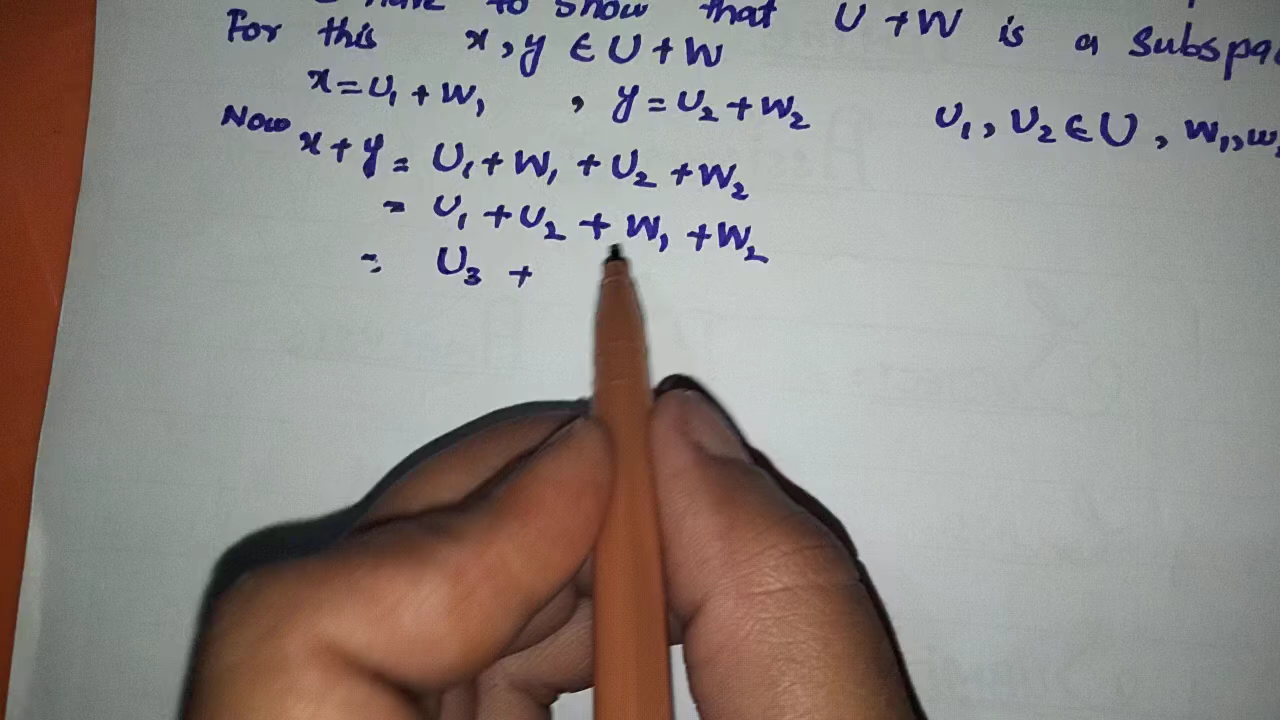 to show that U + W is a subspa
For this x, y ∈ U + W
x = U₁ + W₁ , y = U₂ + W₂ U₁, U₂ ∈ U, W₁, W₂
Now x + y = U₁ + W₁ + U₂ + W₂
= U₁ + U₂ + W₁ + W₂
= U₃ +